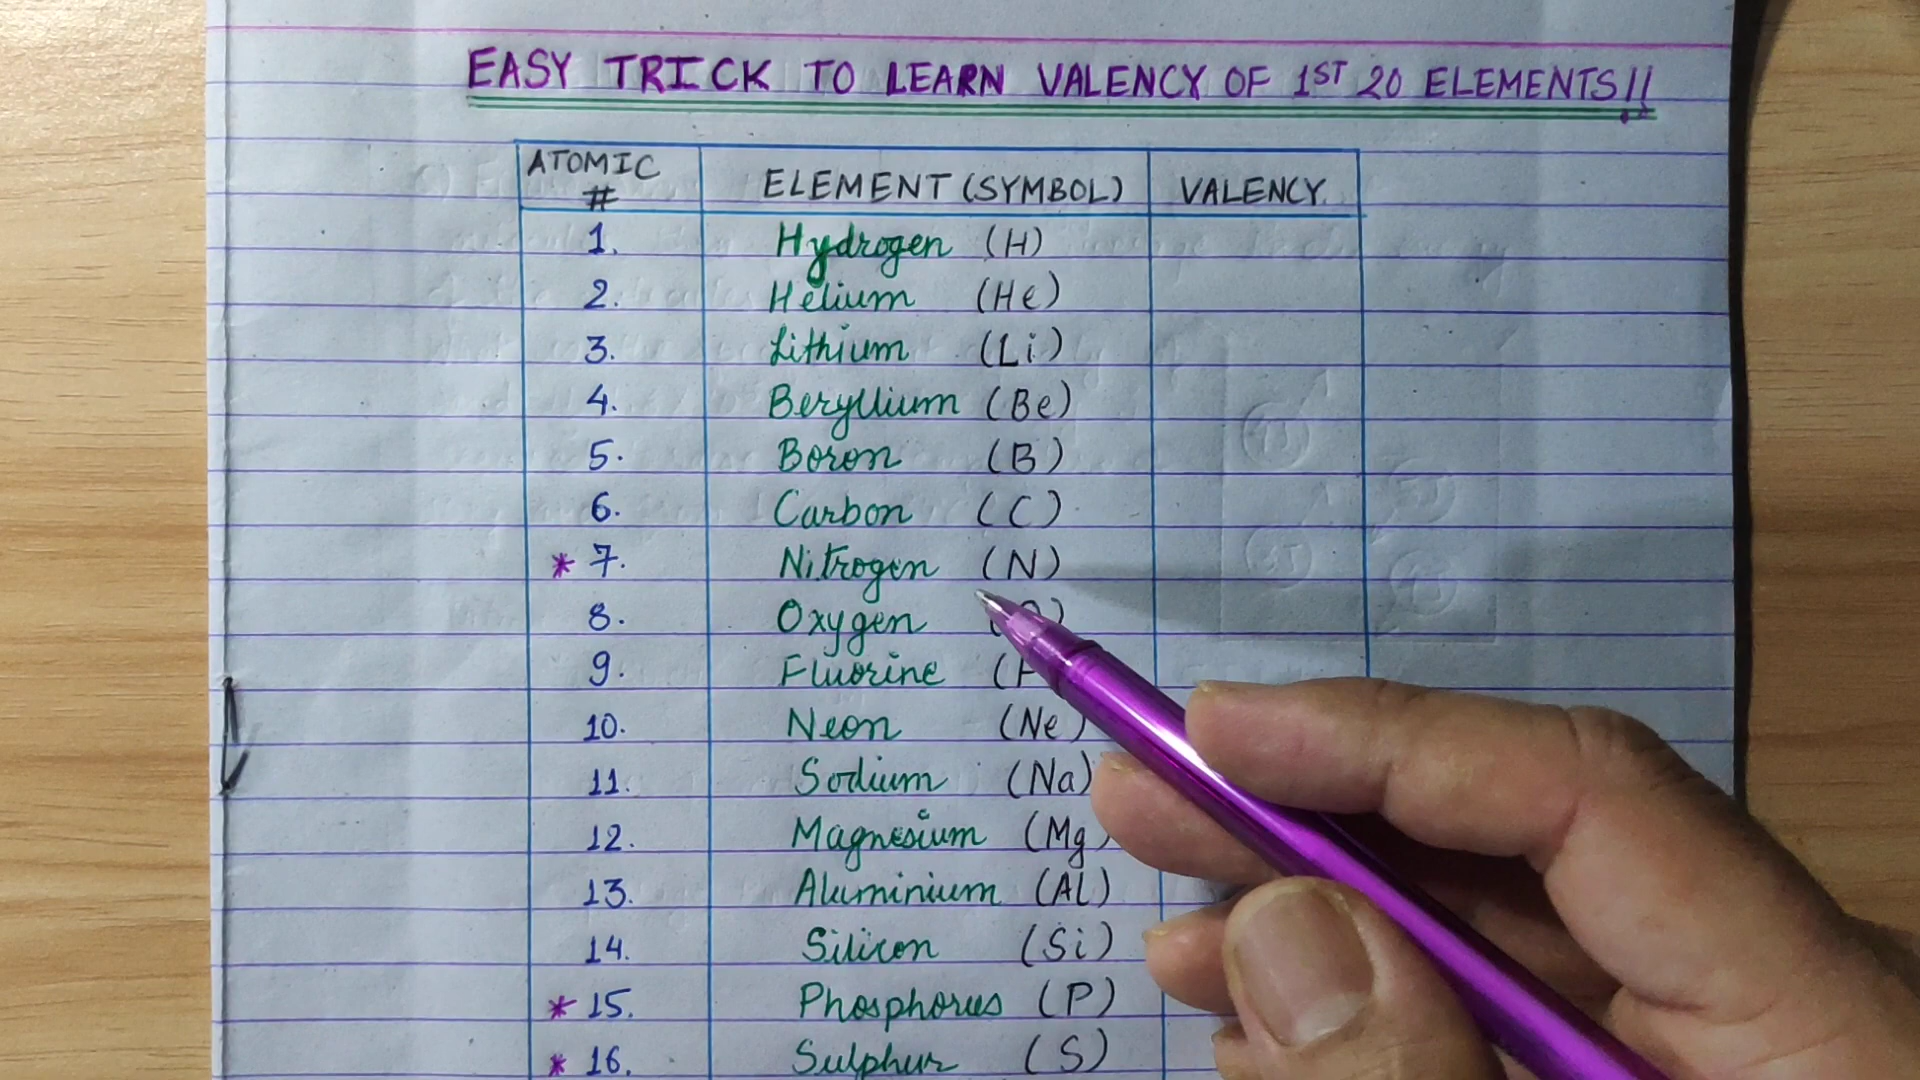 EASY TRICK TO LEARN VALENCY OF 1ST 20 ELEMENTS!!
ATOMIC # ELEMENT (SYMBOL) VALENCY
1. Hydrogen (H)
2. Helium (He)
3. Lithium (Li)
4. Beryllium (Be)
5. Boron (B)
6. Carbon (C)
* 7. Nitrogen (N)
8. Oxygen
9. Fluorine (F
10. Neon (Ne)
11. Sodium (Na)
12. Magnesium (Mg)
13. Aluminium (AL)
14. Silicon (Si)
* 15. Phosphorus (P)
* 16. Sulphur (S)